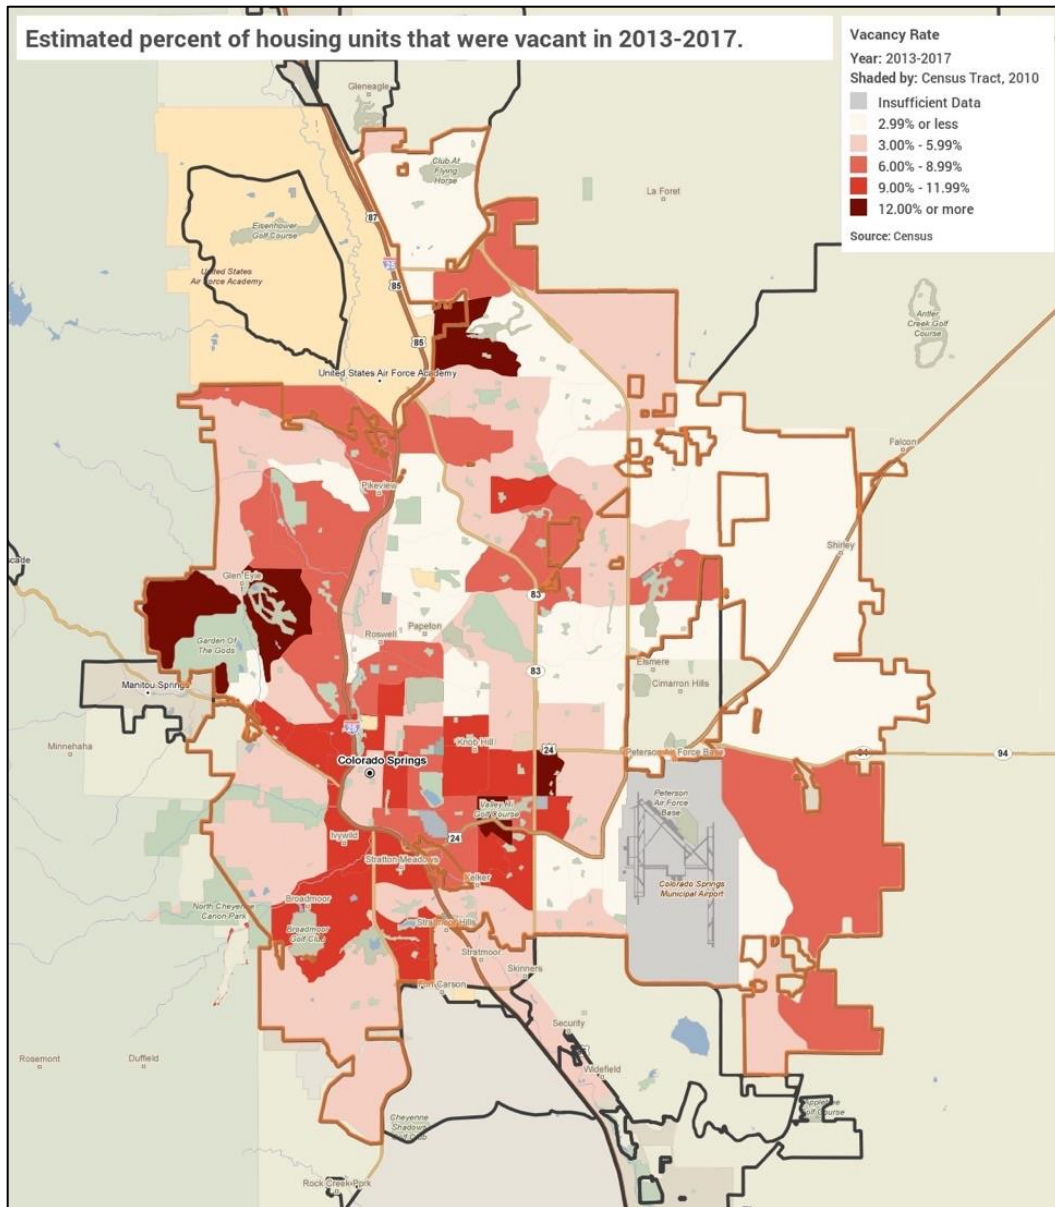 Estimated percent of housing units that were vacant in 2013-2017.
Vacancy Rate
Year: 2013-2017
Shaded by: Census Tract, 2010
Insufficient Data
2.99% or less
3.00% - 5.99%
6.00% - 8.99%
9.00% - 11.99%
12.00% or more
Source: Census
Gleneagle
Club At
Flying
Horse
La Foret
87
Eisenhower
Golf Course
25
United States
Air Force Academy
85
Antler
Creek Golf
Course
85
United States Air Force Academy
Falcon
Pikeview
Shirley
cade
Glen Eyie
83
Roswell
Papeton
Garden Of
The Gods
Elsmere
83
Cimarron Hills
Manitou Springs
25
Minnehaha
Knob Hill
24
Peterson Air Force Base
94
Colorado Springs
Peterson
Air Force
Base
Valley Hi
Golf Course
24
Ivywild
Stratton Meadows
Kelker
Colorado Springs
Municipal Airport
Broadmoor
North Cheyenne
Canon Park
Broadmoor
Golf Club
Stratmoor Hills
Stratmoor
Skinners
Fort Carson
Security
Rosemont
Duffield
Widefield
Cheyenne
Shadows
Golf Club
Golf Course
Rock Creek Park